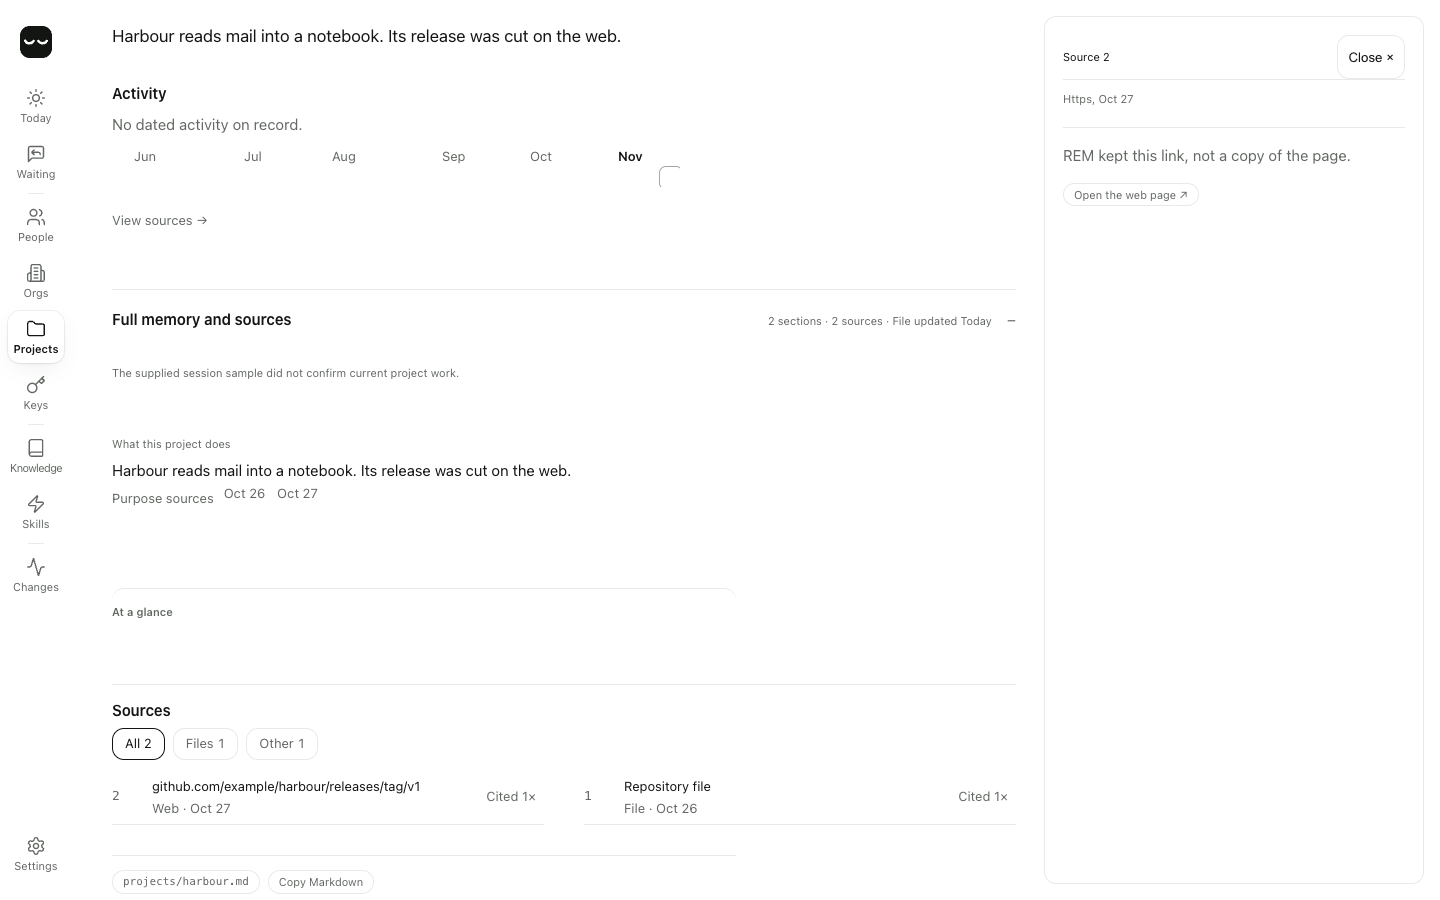 Today
Waiting
People
Orgs
Projects
Keys
Knowledge
Skills
Changes
Settings
Harbour reads mail into a notebook. Its release was cut on the web.
Activity
No dated activity on record.
Jun Jul Aug Sep Oct Nov
View sources →
Full memory and sources
2 sections · 2 sources · File updated Today –
The supplied session sample did not confirm current project work.
What this project does
Harbour reads mail into a notebook. Its release was cut on the web.
Purpose sources Oct 26 Oct 27
At a glance
Sources
All 2 Files 1 Other 1
2 github.com/example/harbour/releases/tag/v1 Cited 1×
Web · Oct 27
1 Repository file Cited 1×
File · Oct 26
projects/harbour.md Copy Markdown
Source 2 Close ×
Https, Oct 27
REM kept this link, not a copy of the page.
Open the web page ↗